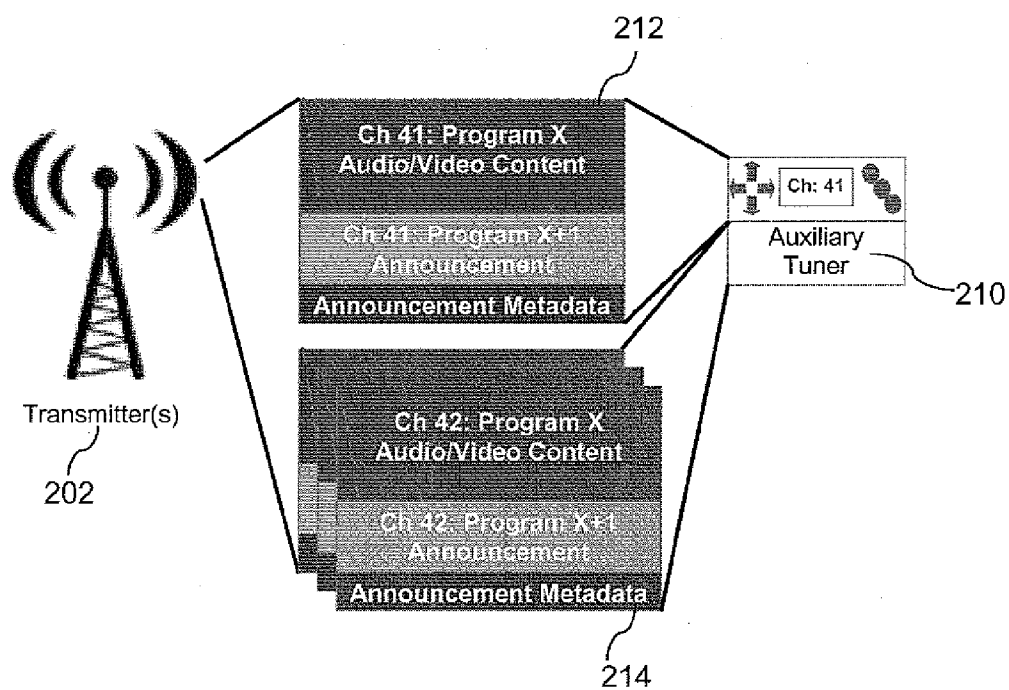 212
Ch 41: Program X
Audio/Video Content
Ch 41: Program X+1
Announcement
Announcement Metadata
Ch: 41
Auxiliary
Tuner
210
Ch 42: Program X
Audio/Video Content
Ch 42: Program X+1
Announcement
Announcement Metadata
Transmitter(s)
202
214